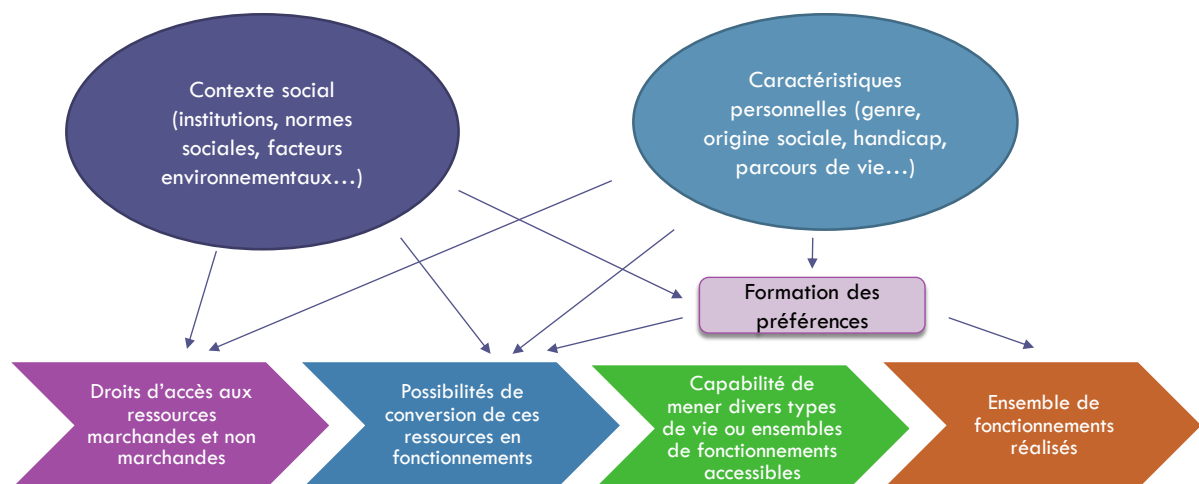 Contexte social
(institutions, normes
sociales, facteurs
environnementaux…)
Caractéristiques
personnelles (genre,
origine sociale, handicap,
parcours de vie…)
Formation des
préférences
Droits d’accès aux
ressources
marchandes et non
marchandes
Possibilités de
conversion de ces
ressources en
fonctionnements
Capabilité de
mener divers types
de vie ou ensembles
de fonctionnements
accessibles
Ensemble de
fonctionnements
réalisés